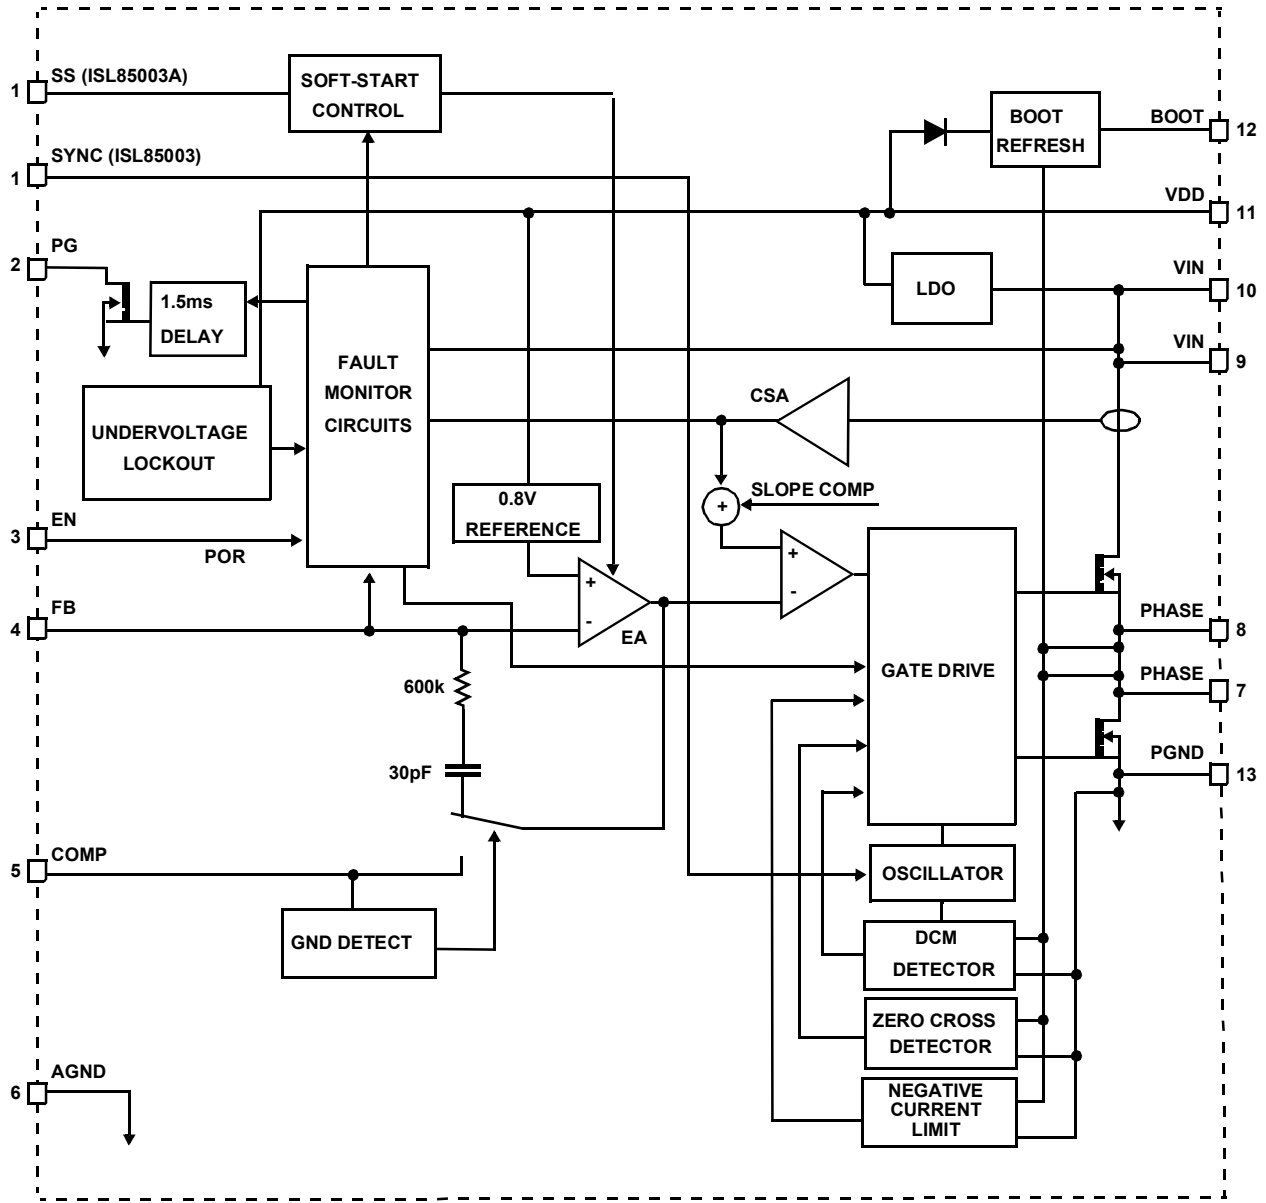 SS (ISL85003A)
1
SOFT-START
CONTROL
SYNC (ISL85003)
1
BOOT
REFRESH
BOOT
12
VDD
11
PG
2
1.5ms
DELAY
LDO
VIN
10
VIN
9
FAULT
MONITOR
CIRCUITS
CSA
UNDERVOLTAGE
LOCKOUT
0.8V
REFERENCE
+
SLOPE COMP
EN
3
POR
+
-
EA
+
-
FB
4
GATE DRIVE
PHASE
8
PHASE
7
PGND
13
600k
30pF
COMP
5
GND DETECT
OSCILLATOR
DCM
DETECTOR
ZERO CROSS
DETECTOR
NEGATIVE
CURRENT
LIMIT
AGND
6